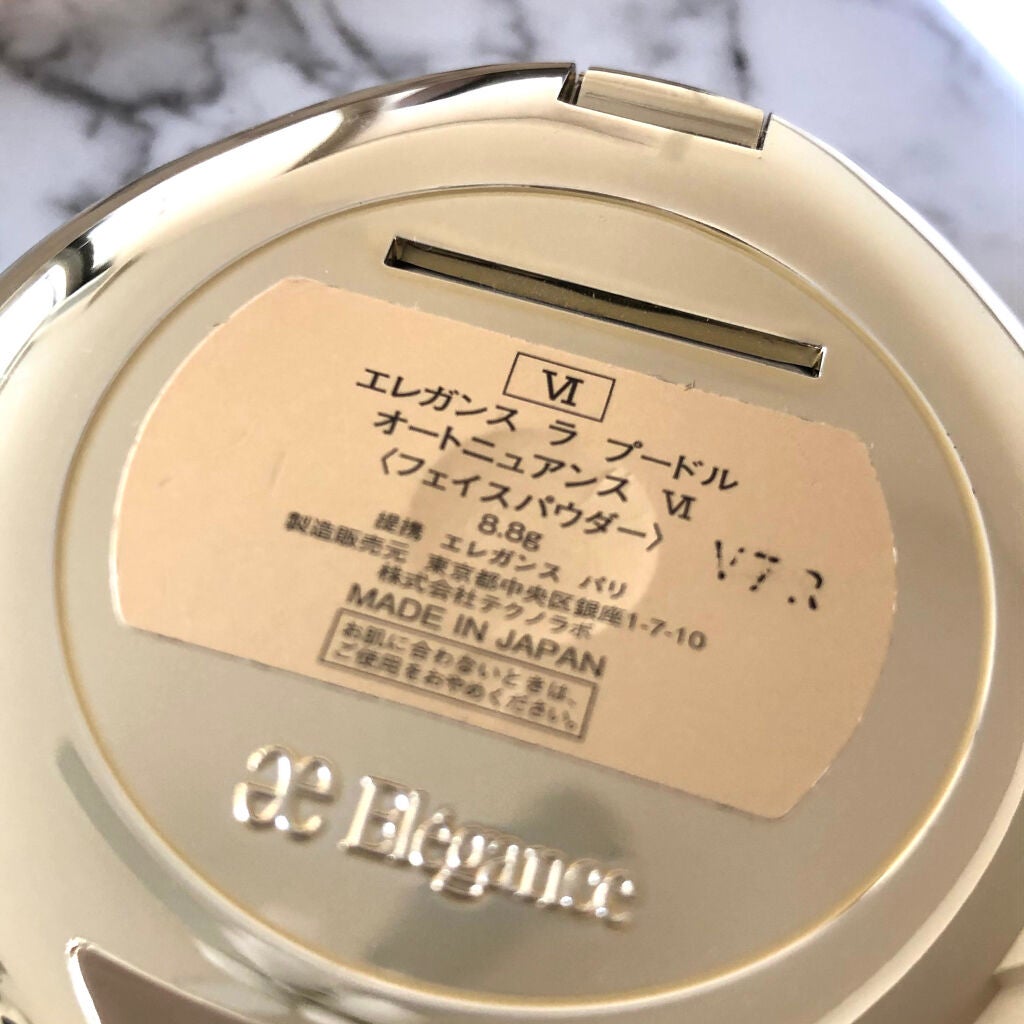 VI
エレガンス ラ プードル
オートニュアンス VI
〈フェイスパウダー〉
8.8g
提携 エレガンス パリ
製造販売元 東京都中央区銀座1-7-10
株式会社テクノラボ
MADE IN JAPAN
お肌に合わないときは、
ご使用をおやめください。
æ Elégance